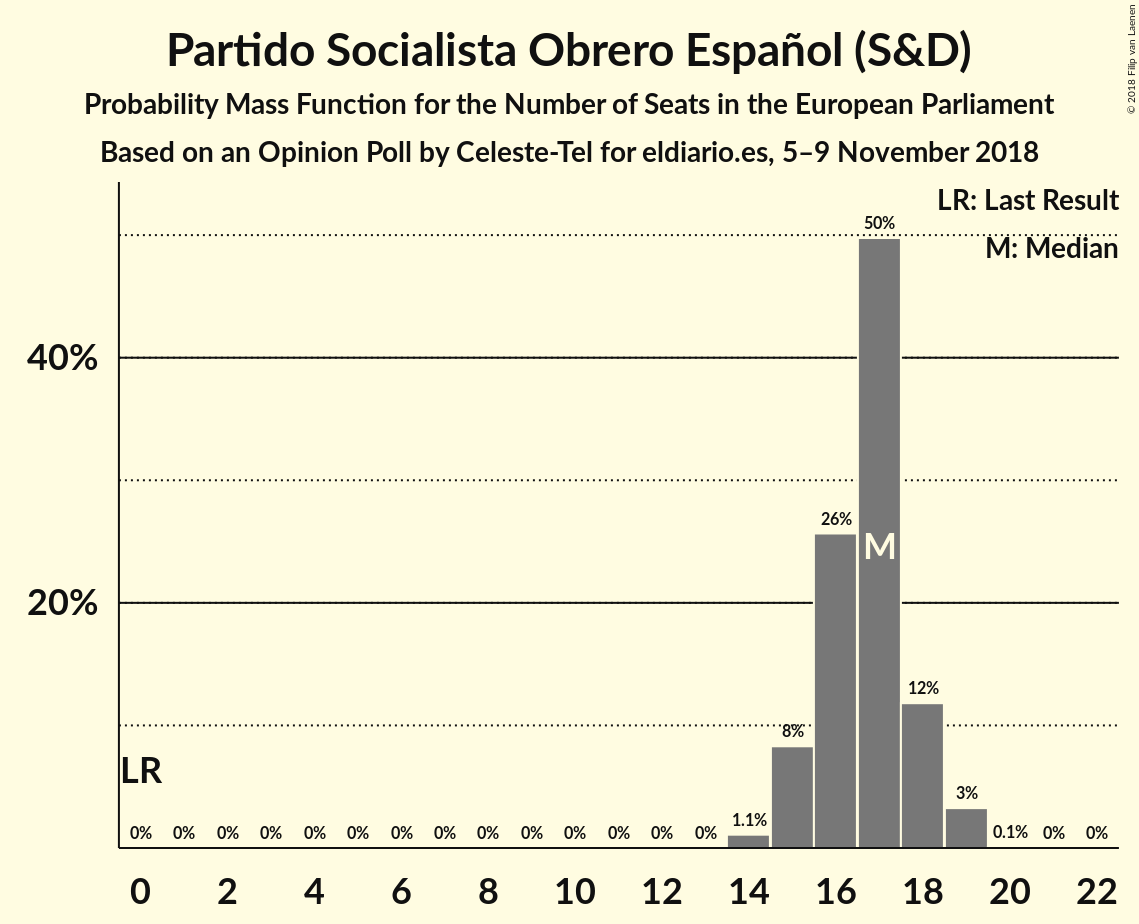 Partido Socialista Obrero Español (S&D)
Probability Mass Function for the Number of Seats in the European Parliament
Based on an Opinion Poll by Celeste-Tel for eldiario.es, 5–9 November 2018
© 2018 Filip van Laenen
LR: Last Result
M: Median
50%
40%
26%
M
20%
12%
8%
LR
3%
1.1%
0% 0% 0% 0% 0% 0% 0% 0% 0% 0% 0% 0% 0% 0% 0.1% 0% 0%
0 2 4 6 8 10 12 14 16 18 20 22